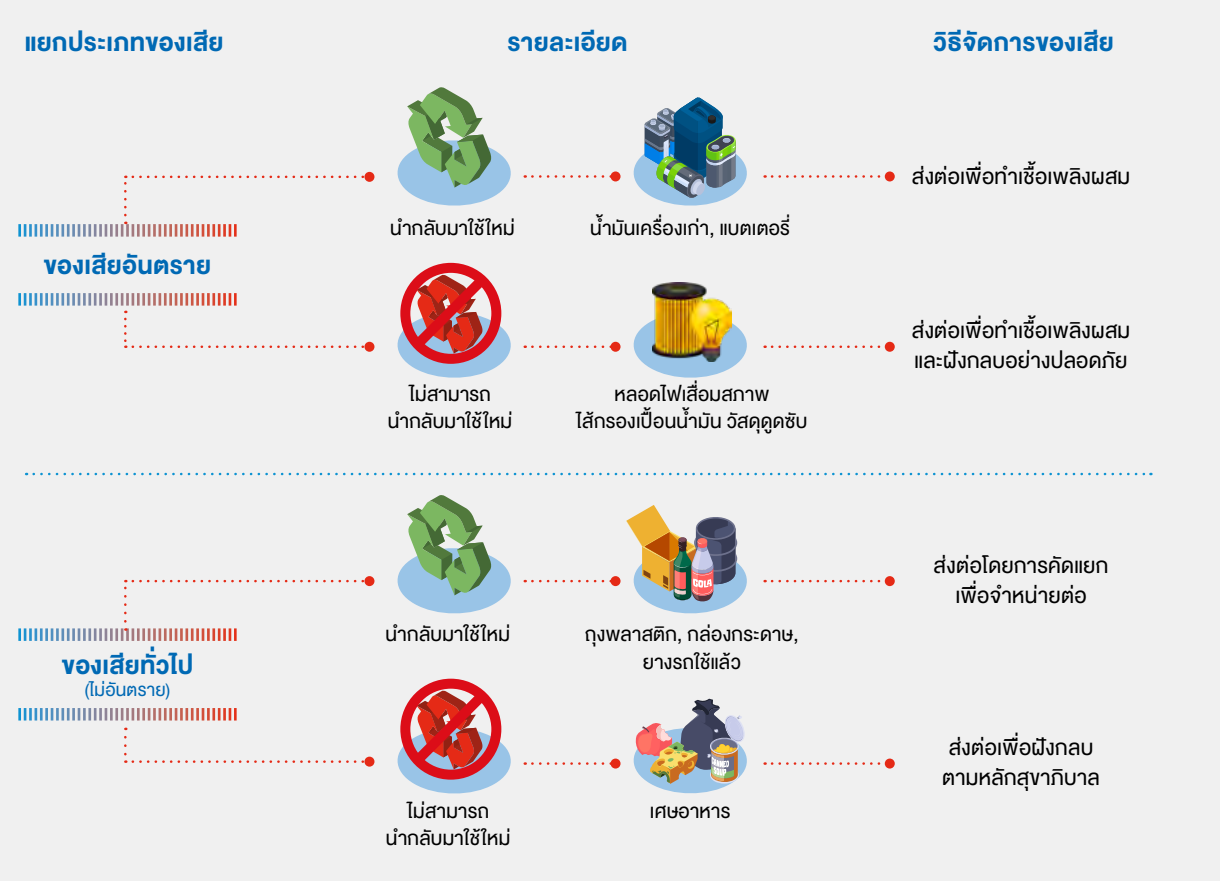 แยกประเภทของเสีย
รายละเอียด
วิธีจัดการของเสีย
ของเสียอันตราย
นำกลับมาใช้ใหม่
น้ำมันเครื่องเก่า, แบตเตอรี่
ส่งต่อเพื่อทำเชื้อเพลิงผสม
ไม่สามารถ
นำกลับมาใช้ใหม่
หลอดไฟเสื่อมสภาพ
ไส้กรองเปื้อนน้ำมัน วัสดุดูดซับ
ส่งต่อเพื่อทำเชื้อเพลิงผสม
และฝังกลบอย่างปลอดภัย
ของเสียทั่วไป
(ไม่อันตราย)
นำกลับมาใช้ใหม่
COLA
ถุงพลาสติก, กล่องกระดาษ,
ยางรถใช้แล้ว
ส่งต่อโดยการคัดแยก
เพื่อจำหน่ายต่อ
ไม่สามารถ
นำกลับมาใช้ใหม่
CANNED
SOUP
เศษอาหาร
ส่งต่อเพื่อฝังกลบ
ตามหลักสุขาภิบาล